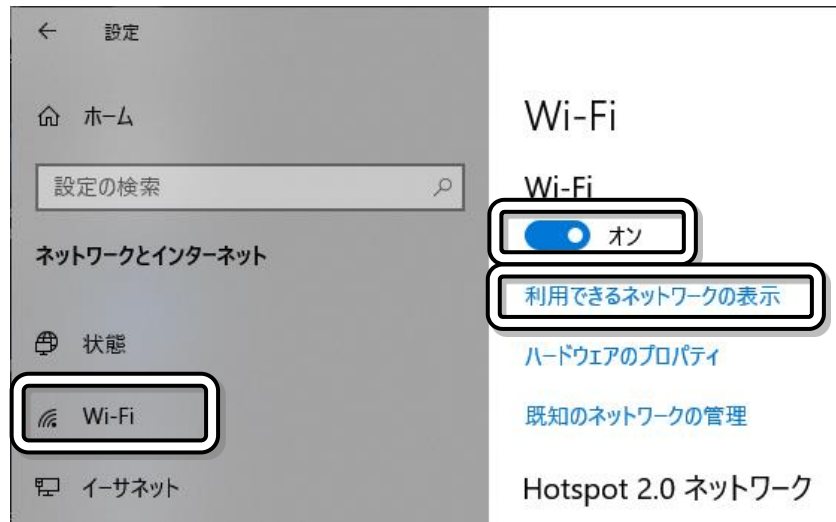 設定
ホーム
設定の検索
ネットワークとインターネット
状態
Wi-Fi
イーサネット
Wi-Fi
Wi-Fi
オン
利用できるネットワークの表示
ハードウェアのプロパティ
既知のネットワークの管理
Hotspot 2.0 ネットワーク